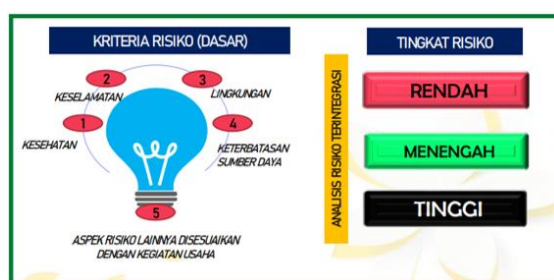 KRITERIA RISIKO (DASAR)
2
KESELAMATAN
3
LINGKUNGAN
1
KESEHATAN
4
KETERBATASAN
SUMBER DAYA
5
ASPEK RISIKO LAINNYA DISESUAIKAN
DENGAN KEGIATAN USAHA
ANALISIS RISIKO TERINTEGRASI
TINGKAT RISIKO
RENDAH
MENENGAH
TINGGI